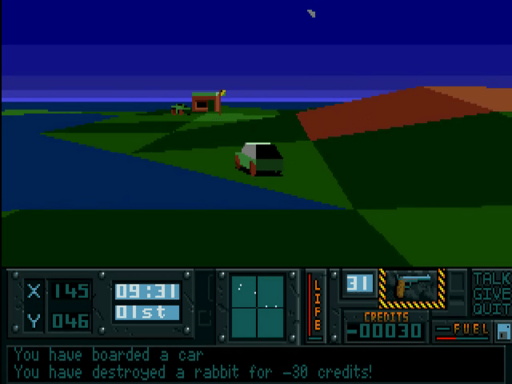 X 145
Y 046
09:31
01st
LIFE
31
CREDITS
-00030
FUEL
TALK
GIVE
QUIT
You have boarded a car
You have destroyed a rabbit for -30 credits!